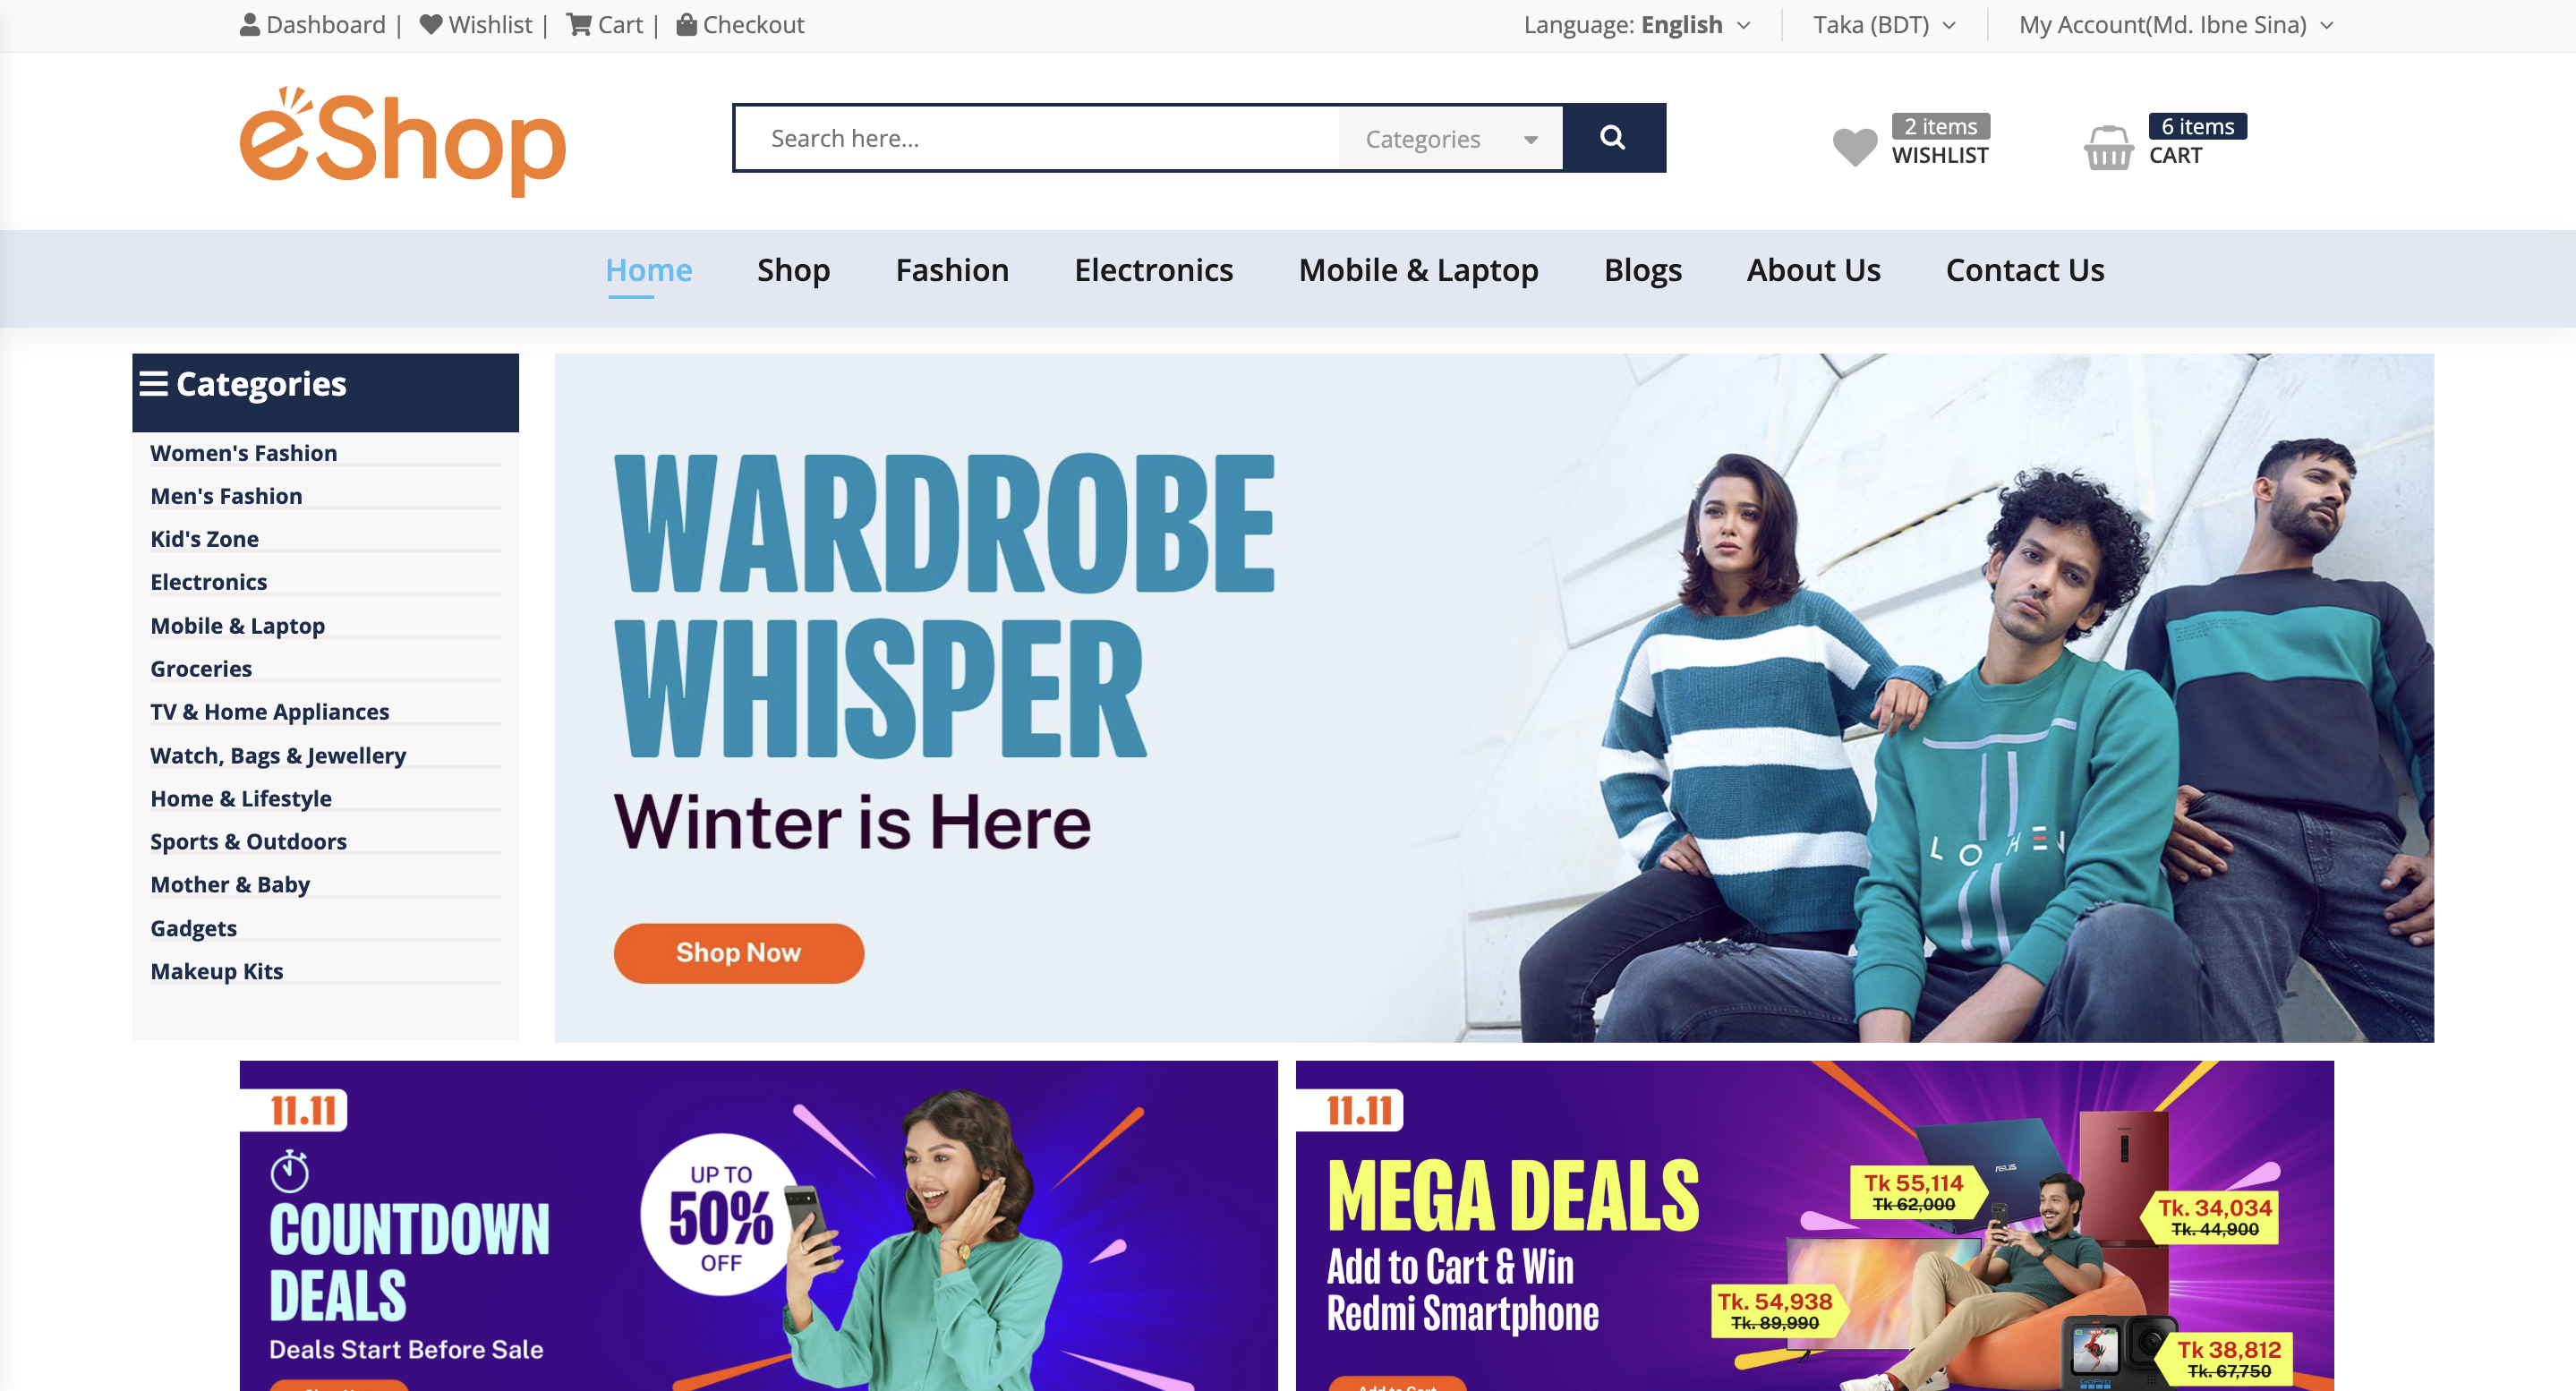 Dashboard | Wishlist | Cart | Checkout
Language: English
Taka (BDT)
My Account(Md. Ibne Sina)
eShop
Search here...
Categories
2 items
WISHLIST
6 items
CART
Home
Shop
Fashion
Electronics
Mobile & Laptop
Blogs
About Us
Contact Us
Categories
Women's Fashion
Men's Fashion
Kid's Zone
Electronics
Mobile & Laptop
Groceries
TV & Home Appliances
Watch, Bags & Jewellery
Home & Lifestyle
Sports & Outdoors
Mother & Baby
Gadgets
Makeup Kits
WARDROBE
WHISPER
Winter is Here
Shop Now
11.11
COUNTDOWN
DEALS
Deals Start Before Sale
UP TO
50%
OFF
11.11
MEGA DEALS
Add to Cart & Win
Redmi Smartphone
Add to Cart
ASUS
Tk 55,114
Tk 62,000
Tk. 34,034
Tk. 44,900
Tk. 54,938
Tk. 89,990
Tk 38,812
Tk. 67,750
GoPro